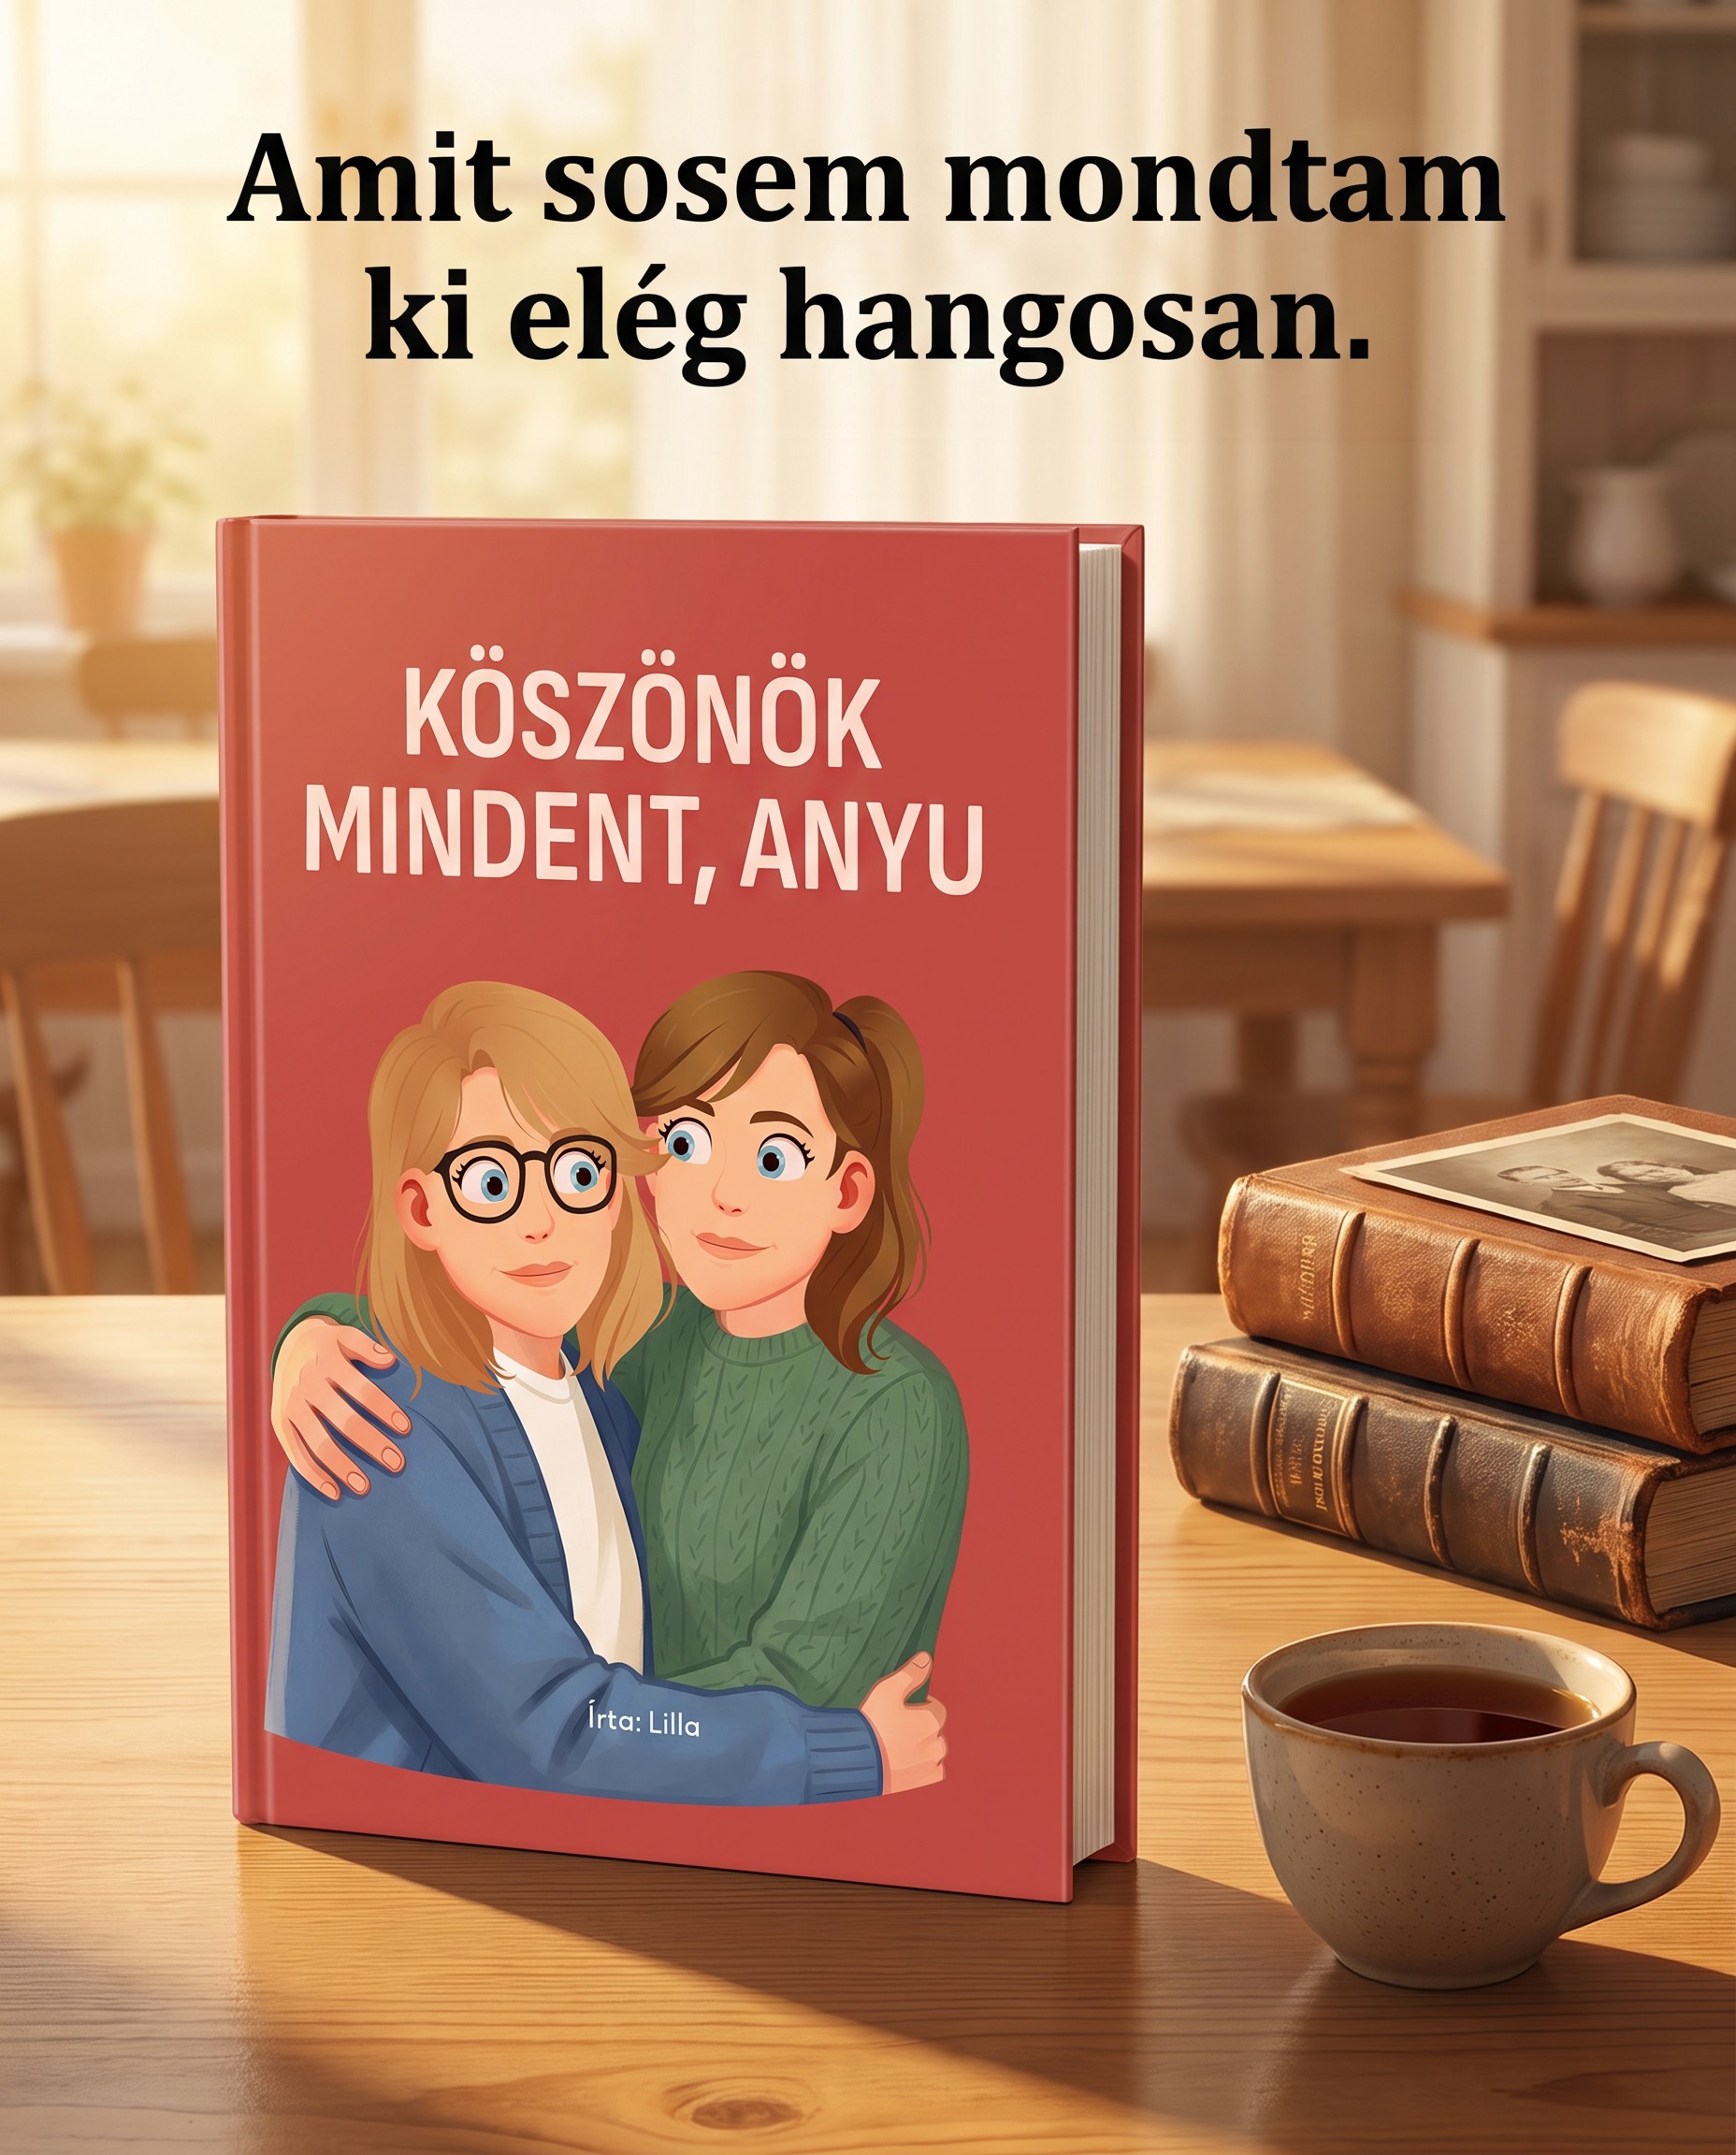 Amit sosem mondtam
ki elég hangosan.
KÖSZÖNÖK
MINDENT, ANYU
Írta: Lilla